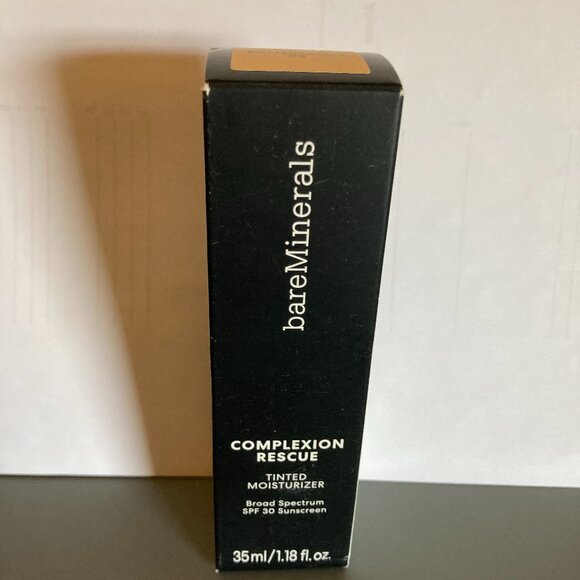 bareMinerals
COMPLEXION
RESCUE
TINTED
MOISTURIZER
Broad Spectrum
SPF 30 Sunscreen
35ml/1.18 fl. oz.